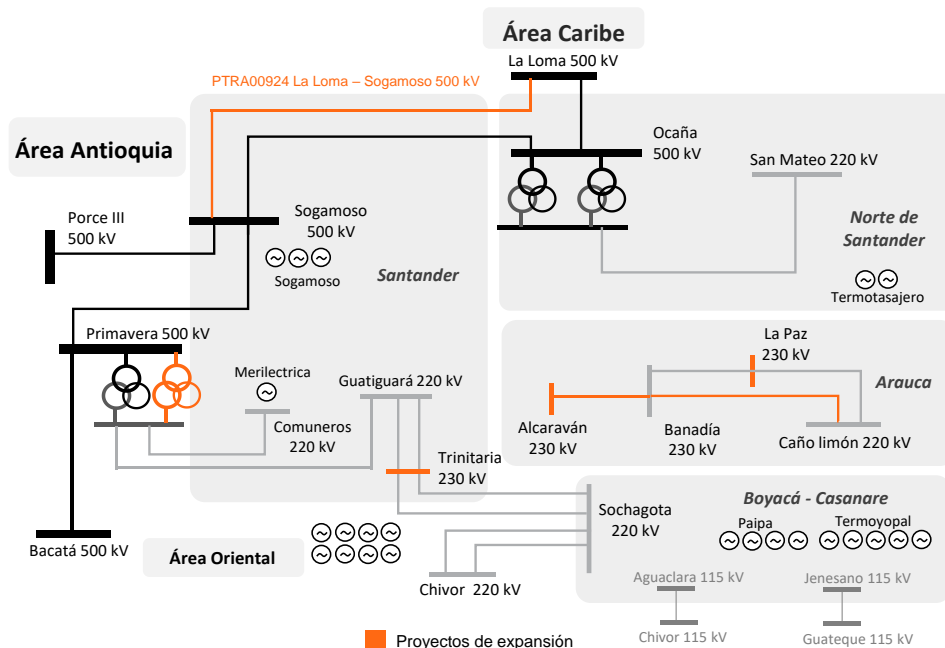 Área Caribe
La Loma 500 kV
PTRA00924 La Loma – Sogamoso 500 kV
Área Antioquia
Ocaña
500 kV
San Mateo 220 kV
Porce III
500 kV
Sogamoso
500 kV
Sogamoso
Santander
Norte de
Santander
Termotasajero
Primavera 500 kV
Merilectrica
Guatiguará 220 kV
Comuneros
220 kV
La Paz
230 kV
Arauca
Alcaraván
230 kV
Banadía
230 kV
Caño limón 220 kV
Trinitaria
230 kV
Boyacá - Casanare
Sochagota
220 kV
Paipa
Termoyopal
Bacatá 500 kV
Área Oriental
Chivor 220 kV
Aguaclara 115 kV
Jenesano 115 kV
Chivor 115 kV
Guateque 115 kV
Proyectos de expansión